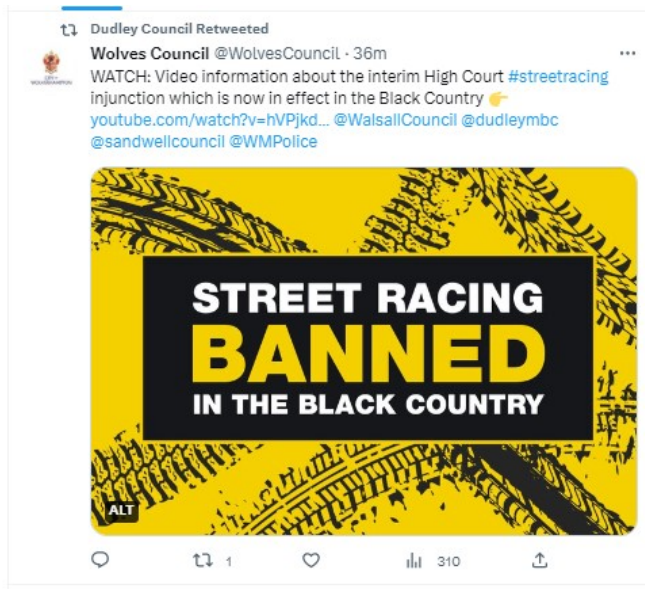 Dudley Council Retweeted
Wolves Council @WolvesCouncil · 36m
WATCH: Video information about the interim High Court #streetracing
injunction which is now in effect in the Black Country 👉
youtube.com/watch?v=hVPjkd... @WalsallCouncil @dudleymbc
@sandwellcouncil @WMPolice
STREET RACING
BANNED
IN THE BLACK COUNTRY
ALT
1
310